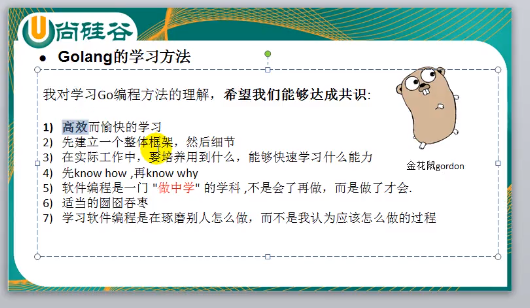 尚硅谷
● Golang的学习方法
我对学习Go编程方法的理解，希望我们能够达成共识:
1) 高效而愉快的学习
2) 先建立一个整体框架，然后细节
3) 在实际工作中，要培养用到什么，能够快速学习什么能力
4) 先know how ,再know why
5) 软件编程是一门 "做中学" 的学科 ,不是会了再做，而是做了才会.
6) 适当的囫囵吞枣
7) 学习软件编程是在琢磨别人怎么做，而不是我认为应该怎么做的过程
金花鼠gordon